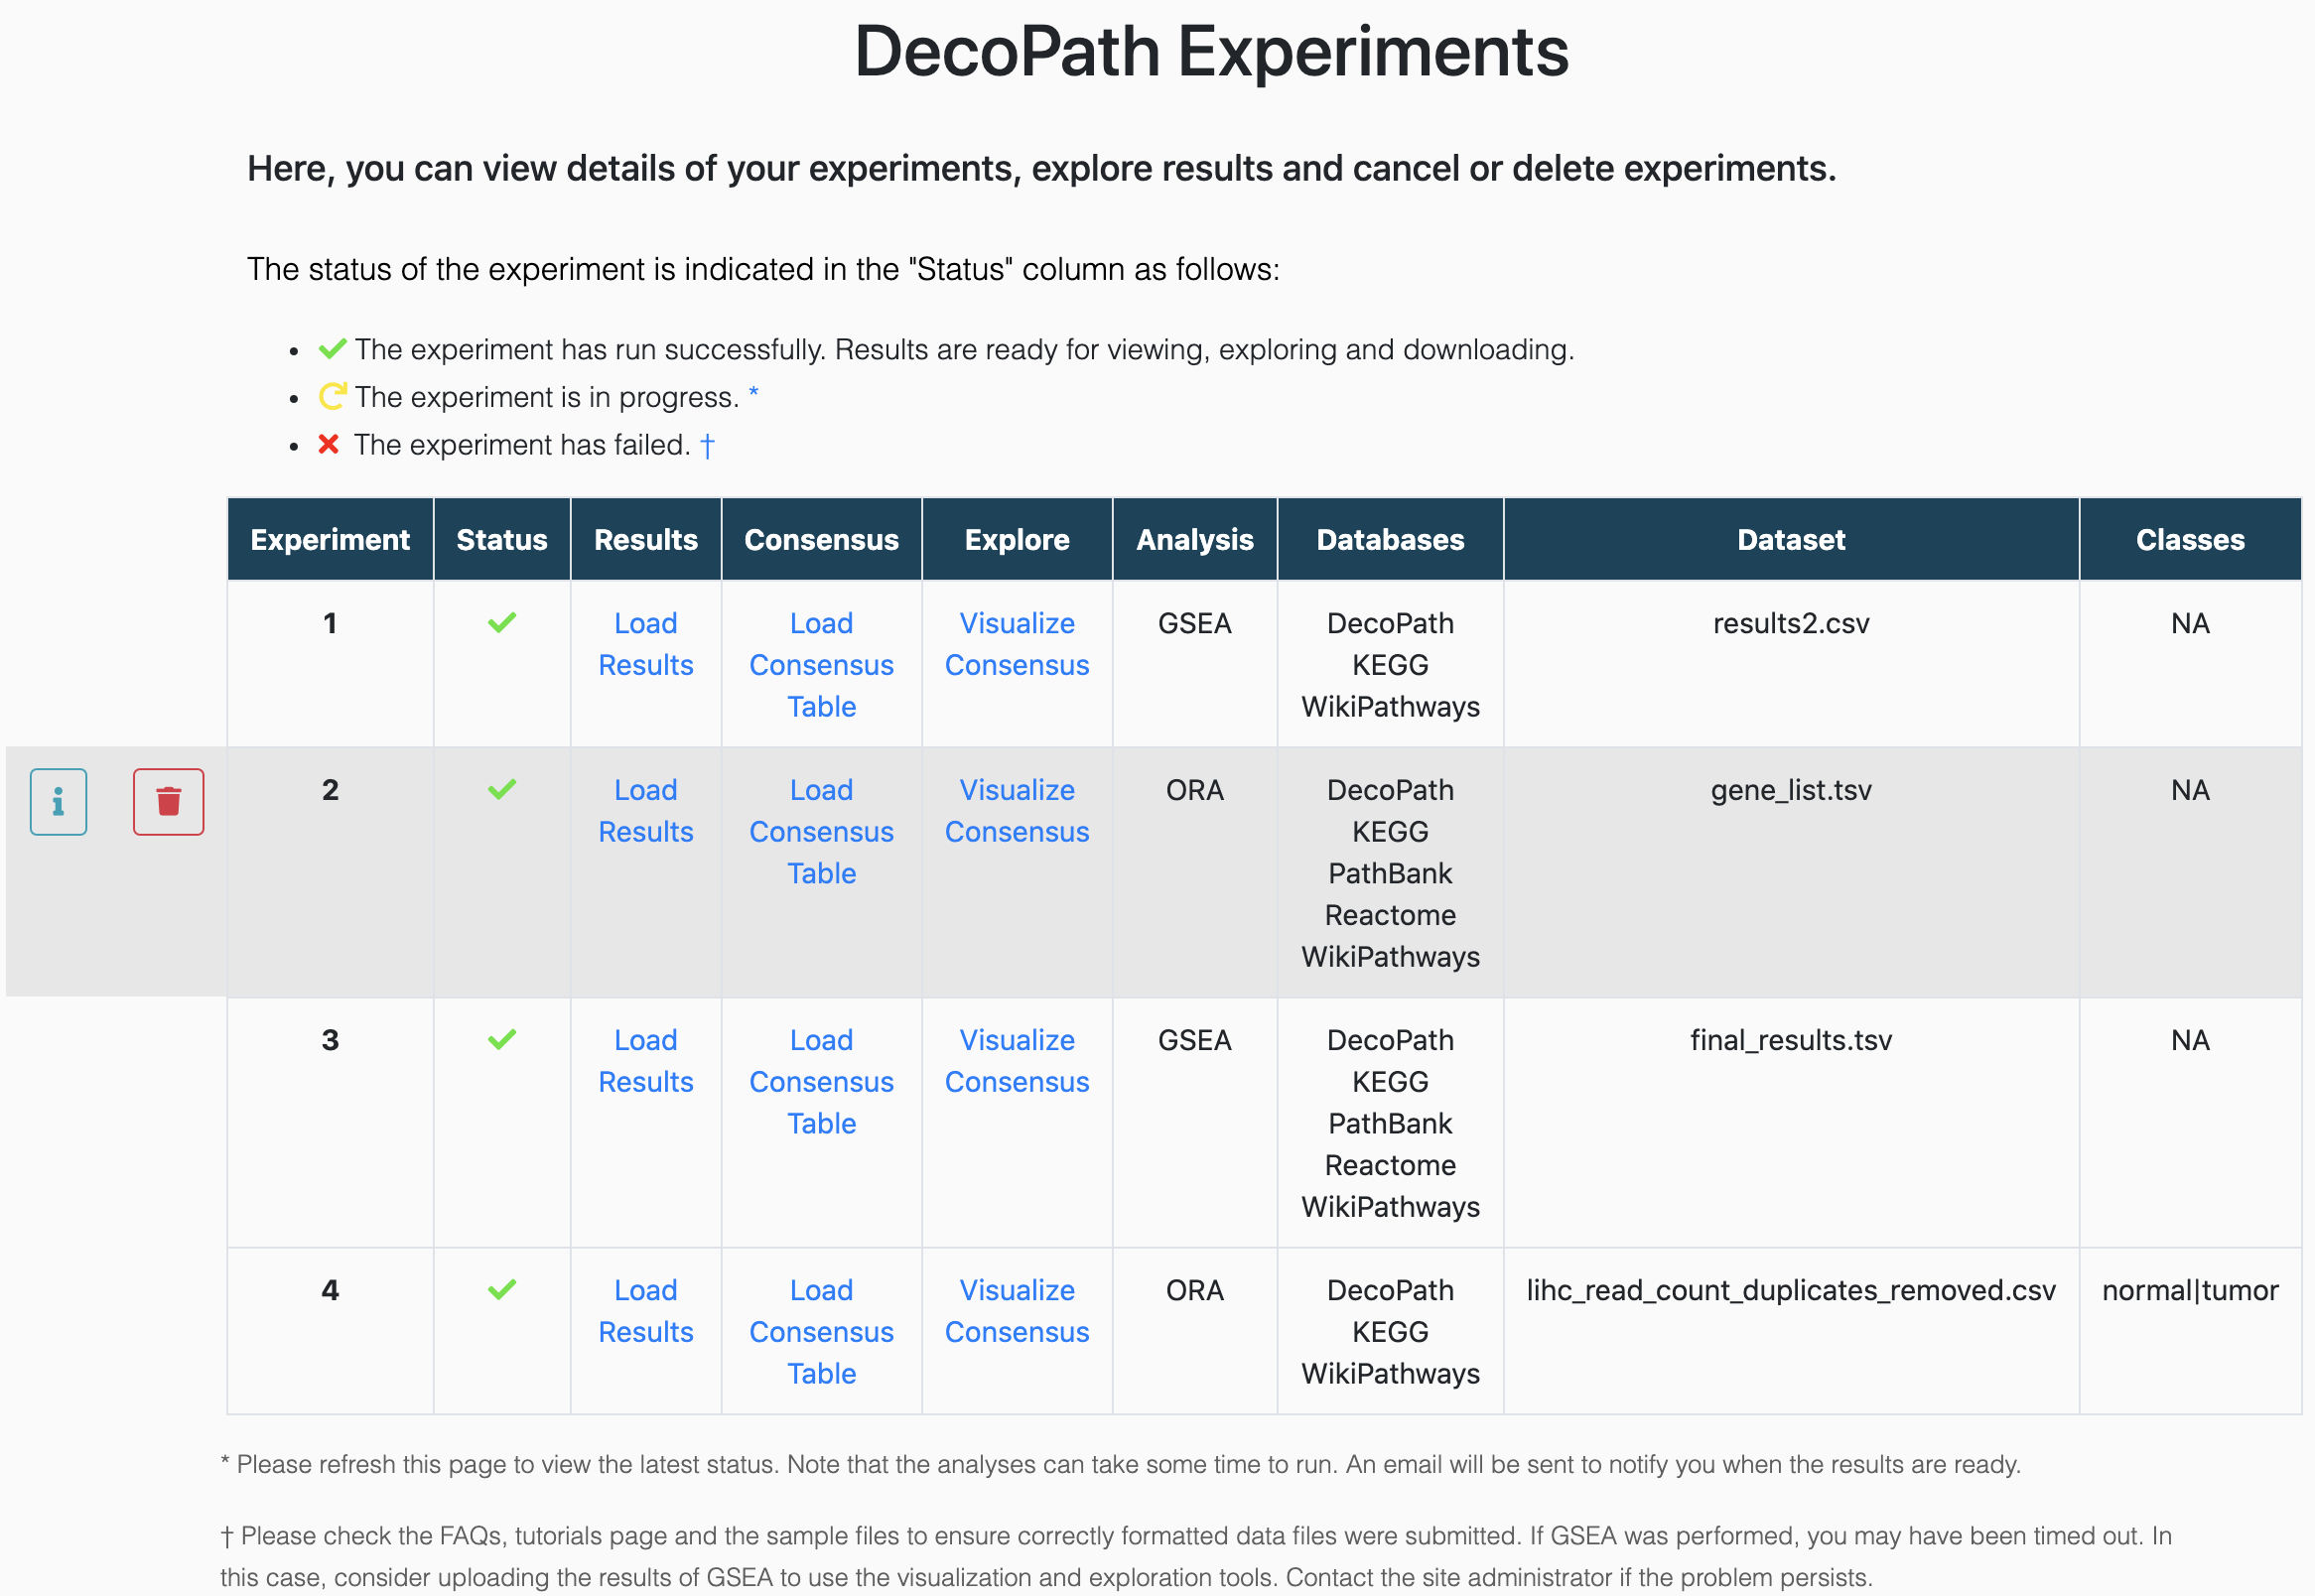 DecoPath Experiments
Here, you can view details of your experiments, explore results and cancel or delete experiments.
The status of the experiment is indicated in the "Status" column as follows:
The experiment has run successfully. Results are ready for viewing, exploring and downloading.
The experiment is in progress. *
The experiment has failed. †
Experiment Status Results Consensus Explore Analysis Databases Dataset Classes
1 Load Load Visualize GSEA DecoPath results2.csv NA
Results Consensus Consensus KEGG
Table WikiPathways
2 Load Load Visualize ORA DecoPath gene_list.tsv NA
Results Consensus Consensus KEGG
Table PathBank
Reactome
WikiPathways
3 Load Load Visualize GSEA DecoPath final_results.tsv NA
Results Consensus Consensus KEGG
Table PathBank
Reactome
WikiPathways
4 Load Load Visualize ORA DecoPath lihc_read_count_duplicates_removed.csv normal|tumor
Results Consensus Consensus KEGG
Table WikiPathways
* Please refresh this page to view the latest status. Note that the analyses can take some time to run. An email will be sent to notify you when the results are ready.
† Please check the FAQs, tutorials page and the sample files to ensure correctly formatted data files were submitted. If GSEA was performed, you may have been timed out. In
this case, consider uploading the results of GSEA to use the visualization and exploration tools. Contact the site administrator if the problem persists.